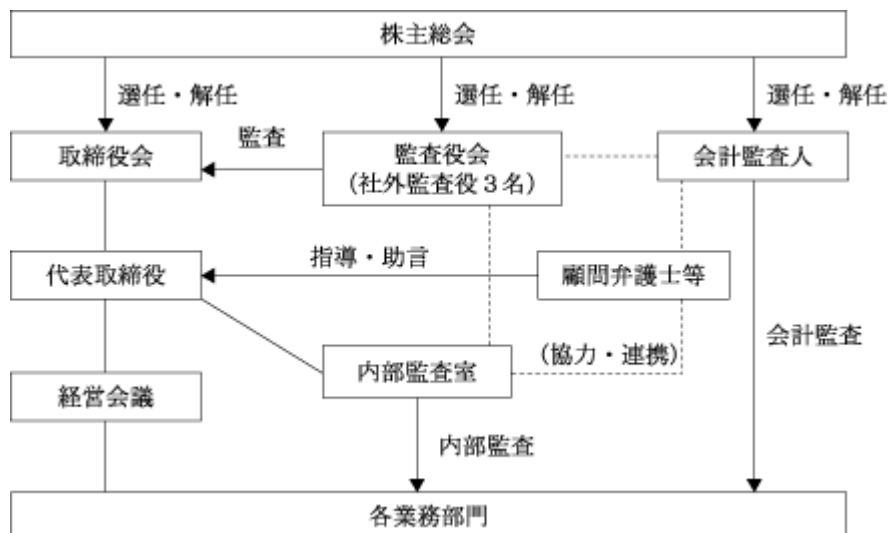 株主総会
選任・解任
選任・解任
選任・解任
取締役会
監査
監査役会
（社外監査役３名）
会計監査人
代表取締役
指導・助言
顧問弁護士等
会計監査
経営会議
内部監査室
（協力・連携）
内部監査
各業務部門